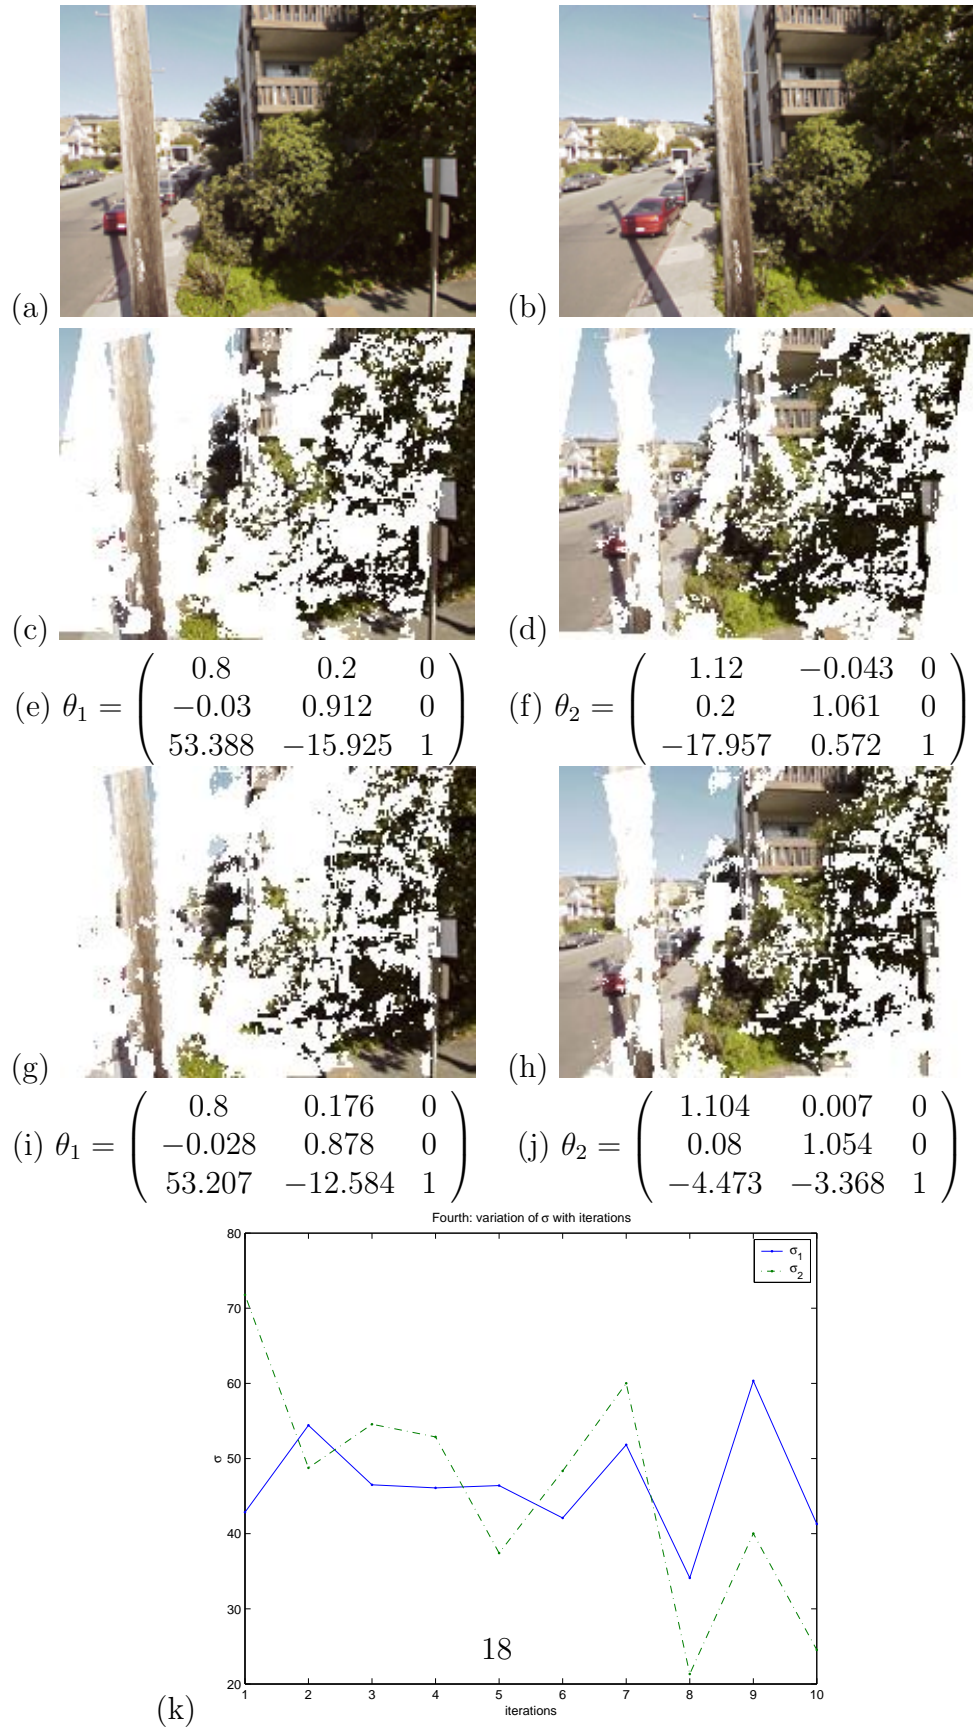 (a) (b)
(c) (d)
(e) θ₁ = ( 0.8 0.2 0
−0.03 0.912 0
53.388 −15.925 1 )
(f) θ₂ = ( 1.12 −0.043 0
0.2 1.061 0
−17.957 0.572 1 )
(g) (h)
(i) θ₁ = ( 0.8 0.176 0
−0.028 0.878 0
53.207 −12.584 1 )
(j) θ₂ = ( 1.104 0.007 0
0.08 1.054 0
−4.473 −3.368 1 )
Fourth: variation of σ with iterations
σ₁
σ₂
80
70
60
50
40
30
20
σ
18
1 2 3 4 5 6 7 8 9 10
iterations
(k)